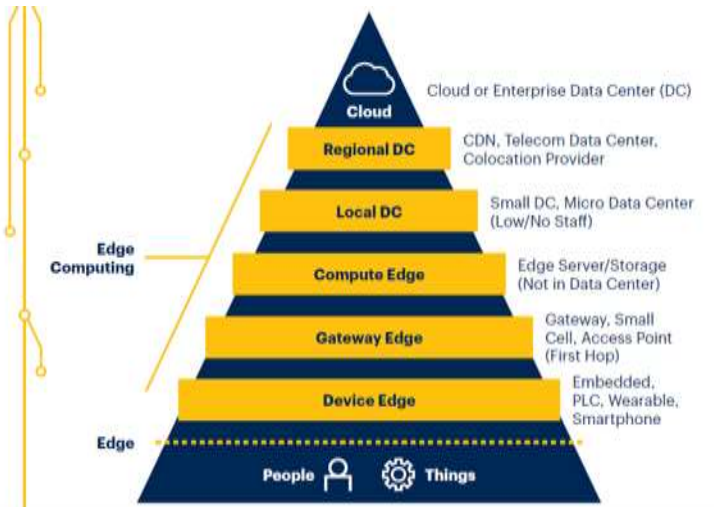 Cloud
Cloud or Enterprise Data Center (DC)
Regional DC
CDN, Telecom Data Center,
Colocation Provider
Local DC
Small DC, Micro Data Center
(Low/No Staff)
Edge
Computing
Compute Edge
Edge Server/Storage
(Not in Data Center)
Gateway Edge
Gateway, Small
Cell, Access Point
(First Hop)
Device Edge
Embedded,
PLC, Wearable,
Smartphone
Edge
People
Things